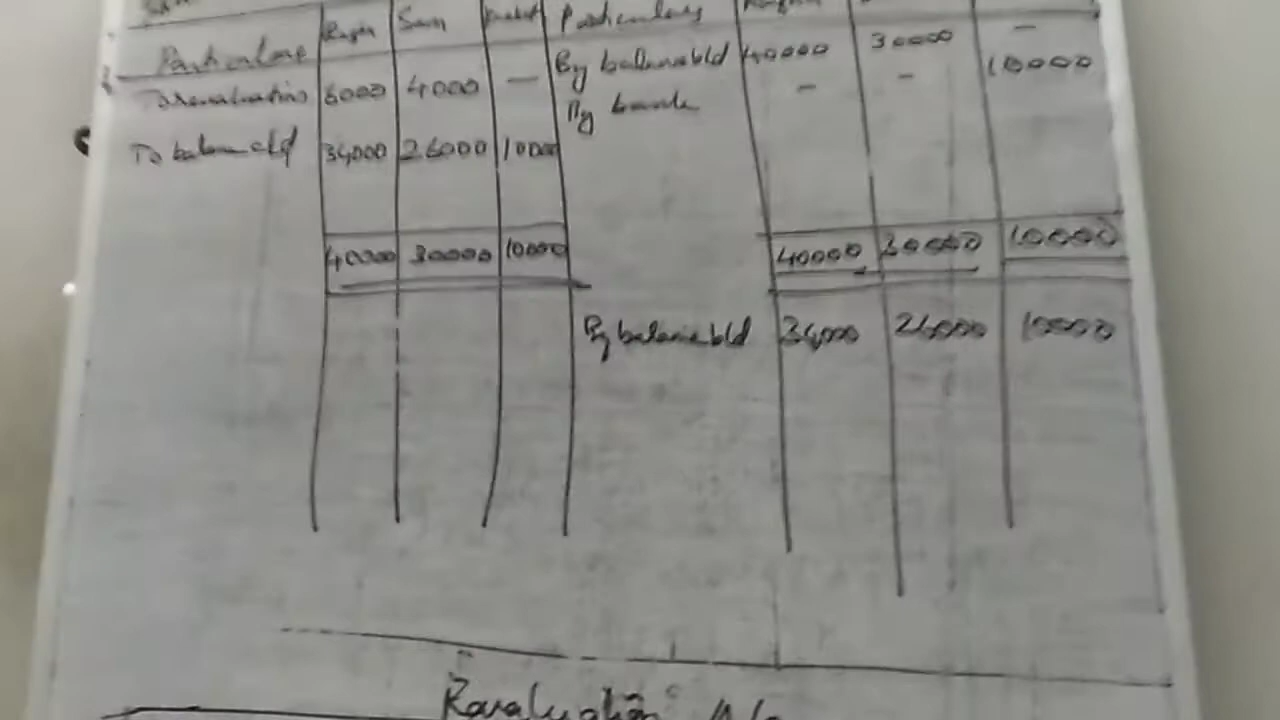 Particulars Sam Particulars
To revaluation 6000 4000 — By balance b/d 40000 30000 —
By bank - - 10000
To balance c/d 34000 26000 10000
40000 30000 10000 40000 30000 10000
By balance b/d 34000 26000 10000
Revaluation A/c